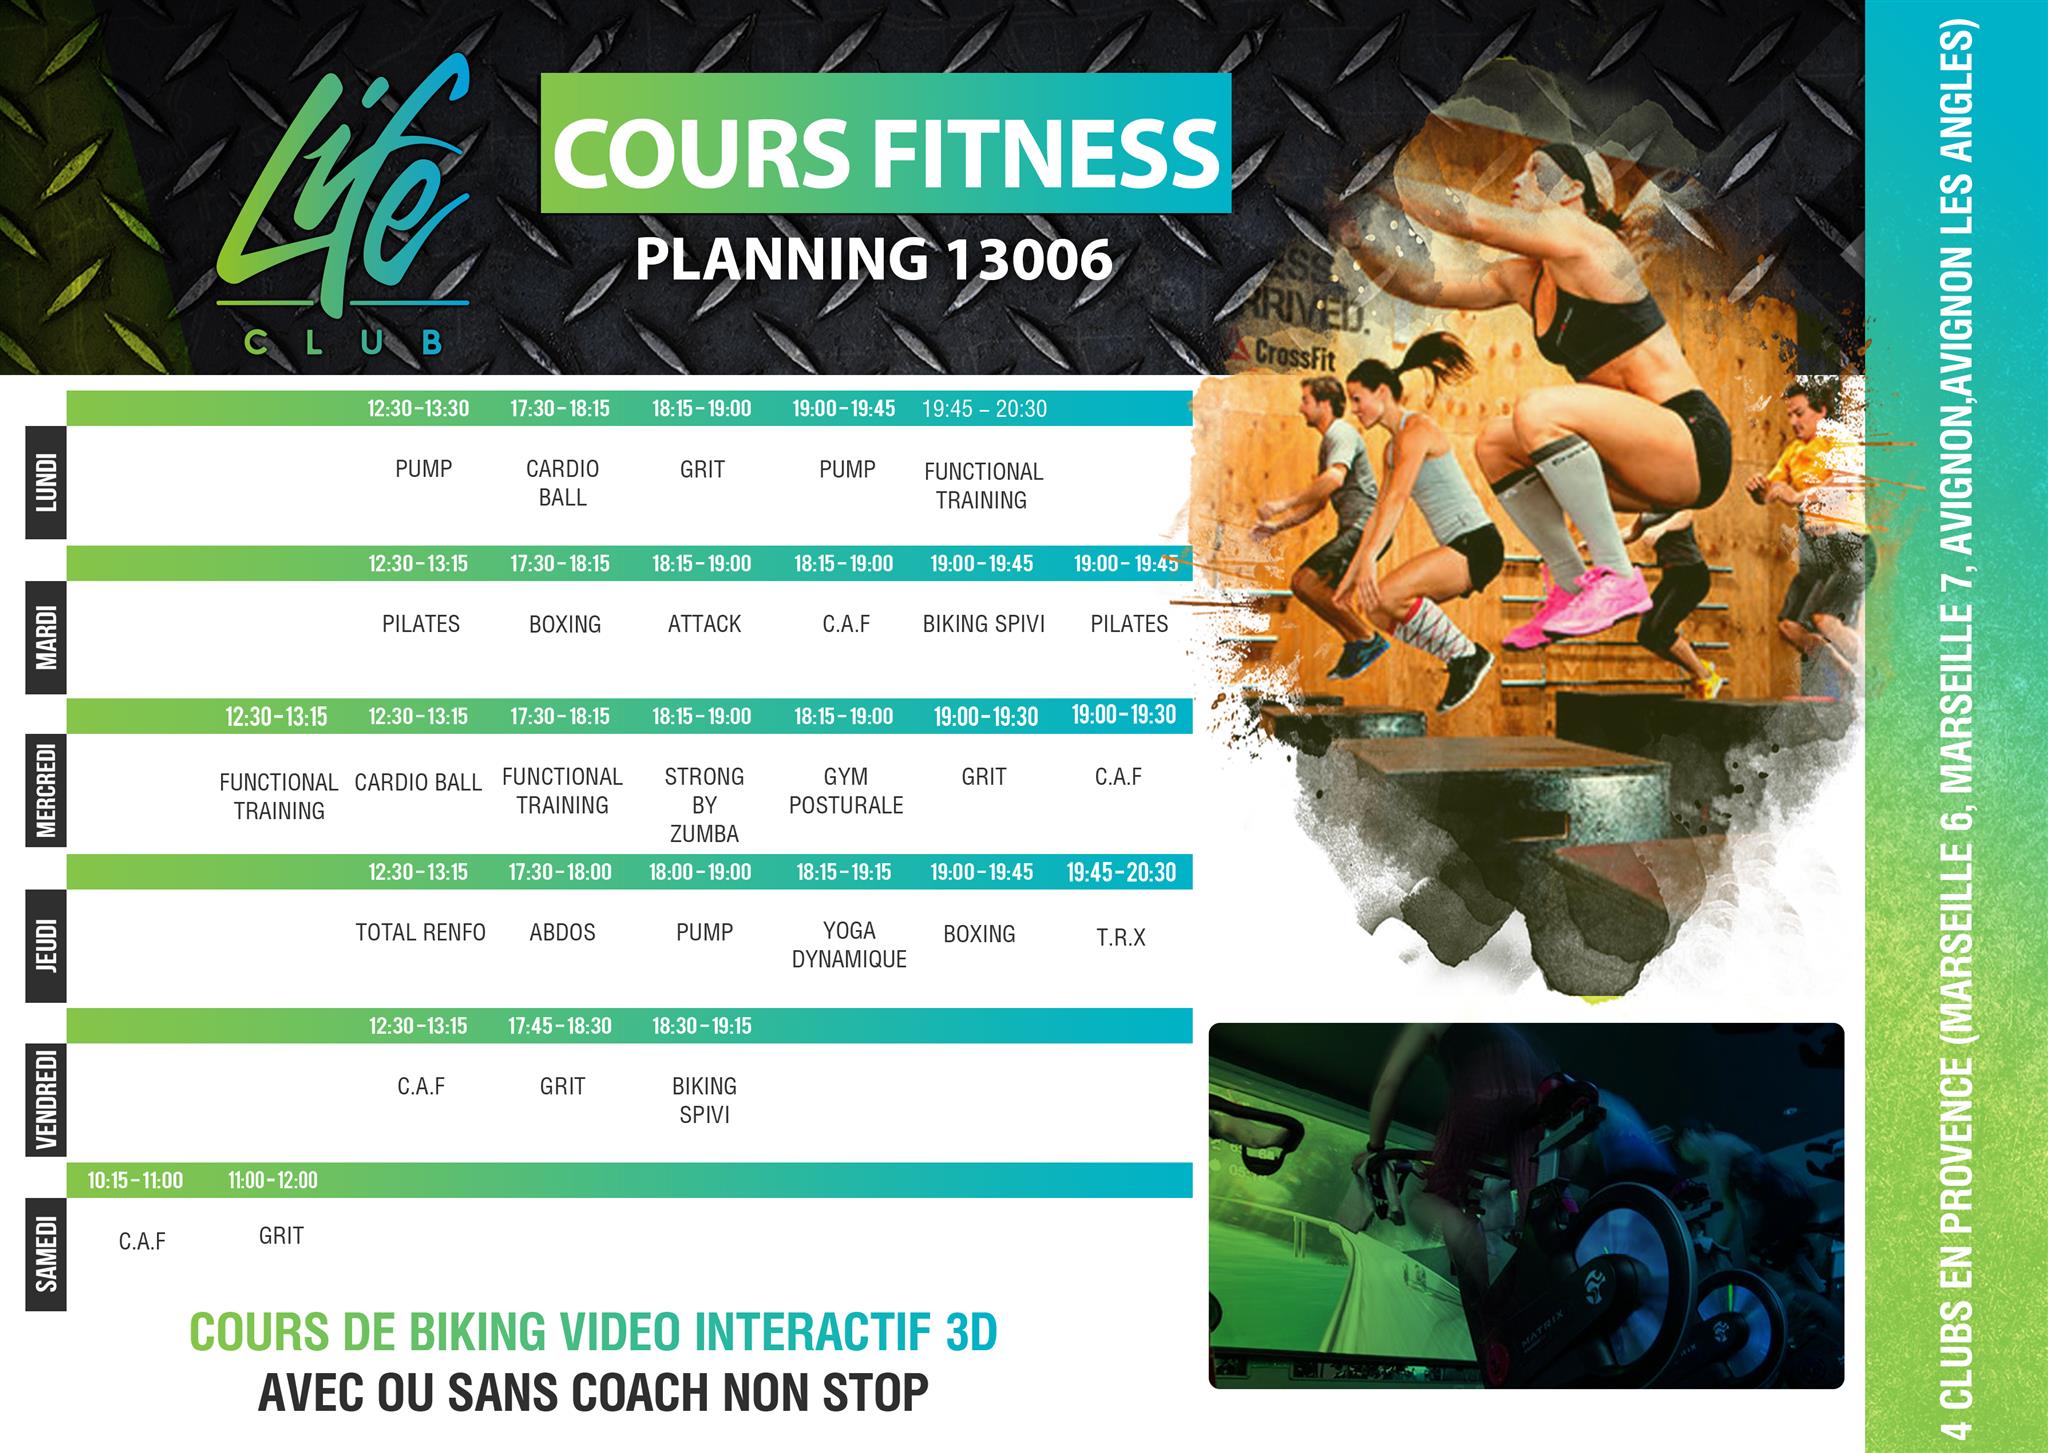 Life
CLUB
COURS FITNESS
PLANNING 13006
RRIVED.
CrossFit
LUNDI
12:30–13:30 17:30–18:15 18:15–19:00 19:00–19:45 19:45 – 20:30
PUMP CARDIO GRIT PUMP FUNCTIONAL
BALL TRAINING
MARDI
12:30–13:15 17:30–18:15 18:15–19:00 18:15–19:00 19:00–19:45 19:00–19:45
PILATES BOXING ATTACK C.A.F BIKING SPIVI PILATES
MERCREDI
12:30–13:15 12:30–13:15 17:30–18:15 18:15–19:00 18:15–19:00 19:00–19:30 19:00–19:30
FUNCTIONAL CARDIO BALL FUNCTIONAL STRONG GYM GRIT C.A.F
TRAINING TRAINING BY POSTURALE
ZUMBA
JEUDI
12:30–13:15 17:30–18:00 18:00–19:00 18:15–19:15 19:00–19:45 19:45–20:30
TOTAL RENFO ABDOS PUMP YOGA BOXING T.R.X
DYNAMIQUE
VENDREDI
12:30–13:15 17:45–18:30 18:30–19:15
C.A.F GRIT BIKING
SPIVI
SAMEDI
10:15–11:00 11:00–12:00
C.A.F GRIT
COURS DE BIKING VIDEO INTERACTIF 3D
AVEC OU SANS COACH NON STOP
MATRIX
4 CLUBS EN PROVENCE (MARSEILLE 6, MARSEILLE 7, AVIGNON,AVIGNON LES ANGLES)